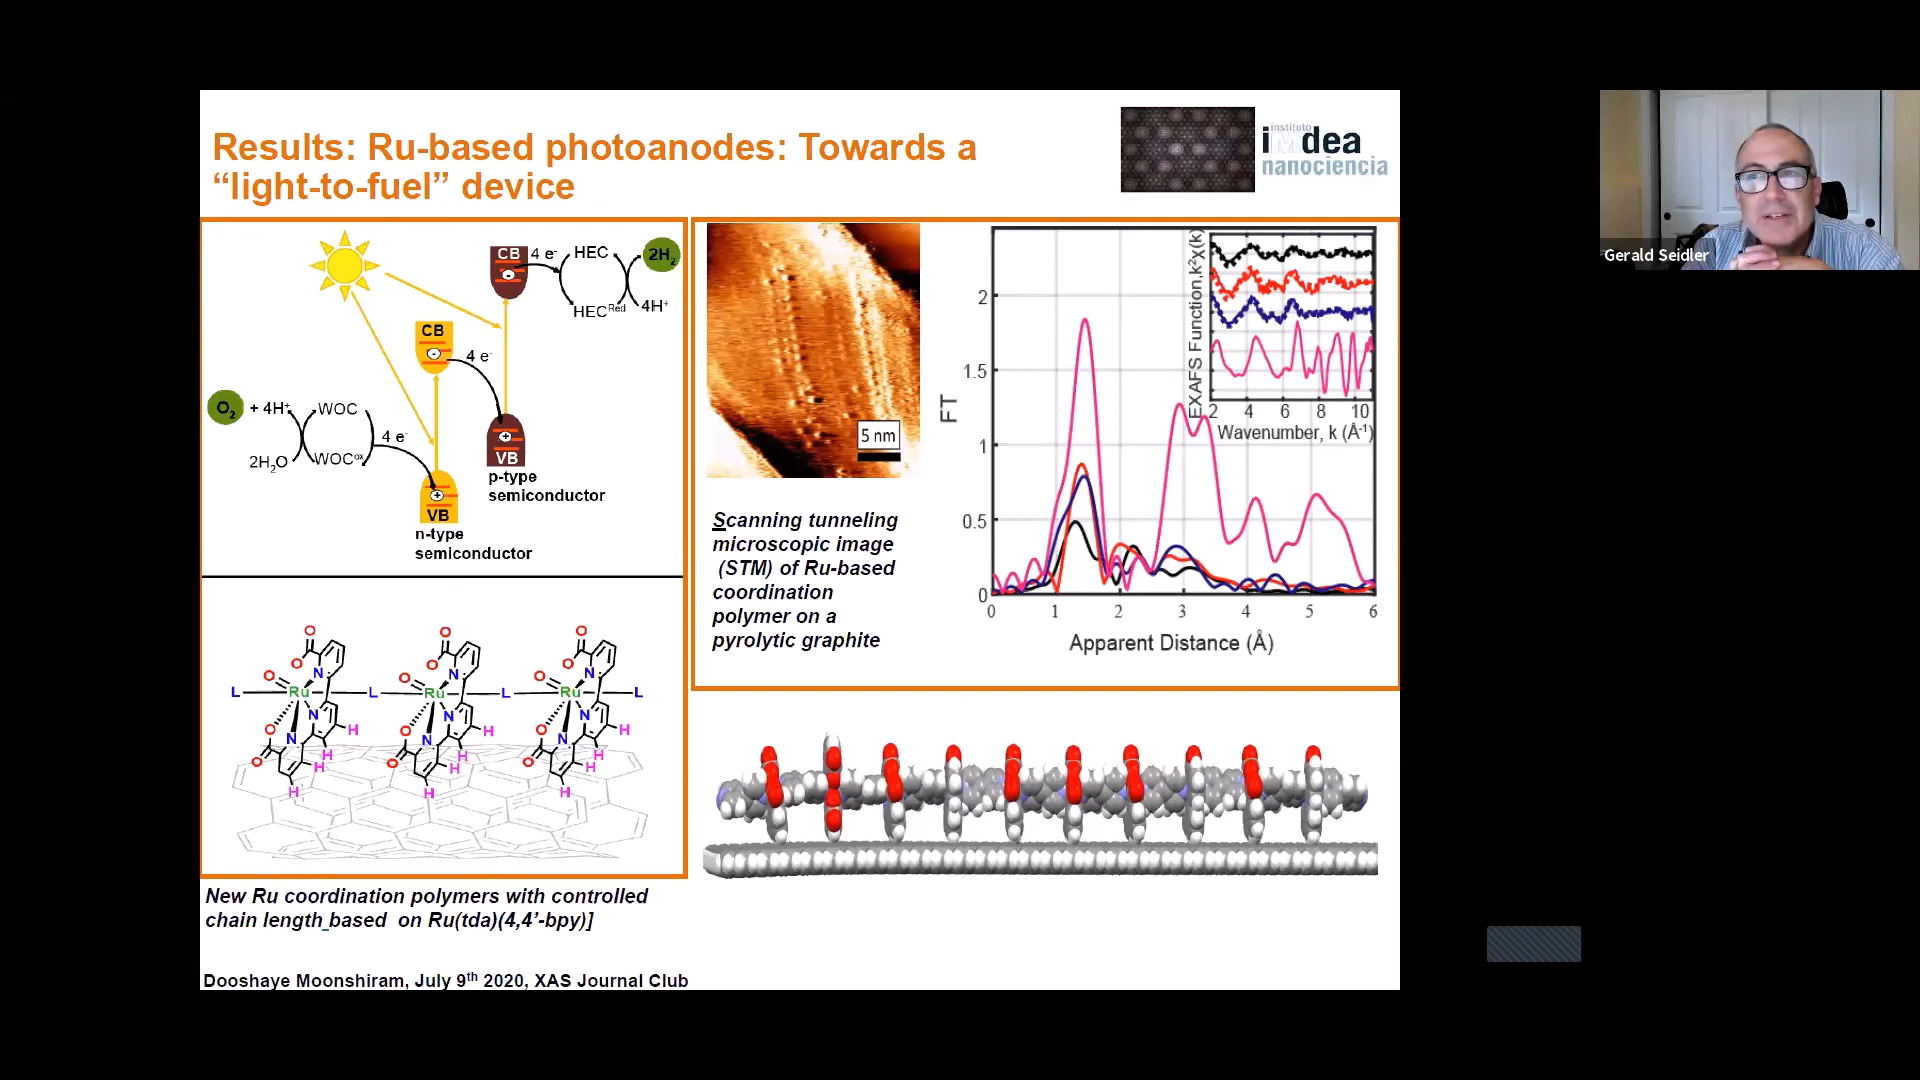 Results: Ru-based photoanodes: Towards a
“light-to-fuel” device
instituto
imdea
nanociencia
CB
4 e-
HEC
2H2
HECRed
4H+
CB
-
4 e-
O2
+ 4H+
WOC
4 e-
2H2O
WOCox
+
VB
p-type
semiconductor
+
VB
n-type
semiconductor
O
O
N
O
L
Ru
L
N
O
N
O
H
H
H
H
O
O
N
O
Ru
L
N
O
N
O
H
H
H
H
O
O
N
O
Ru
L
N
O
N
O
H
H
H
H
New Ru coordination polymers with controlled
chain length based on Ru(tda)(4,4’-bpy)]
5 nm
Scanning tunneling
microscopic image
(STM) of Ru-based
coordination
polymer on a
pyrolytic graphite
FT
2
1.5
1
0.5
0
0 1 2 3 4 5 6
Apparent Distance (Å)
EXAFS Function,k2χ(k)
2 4 6 8 10
Wavenumber, k (Å-1)
Dooshaye Moonshiram, July 9th 2020, XAS Journal Club
Gerald Seidler